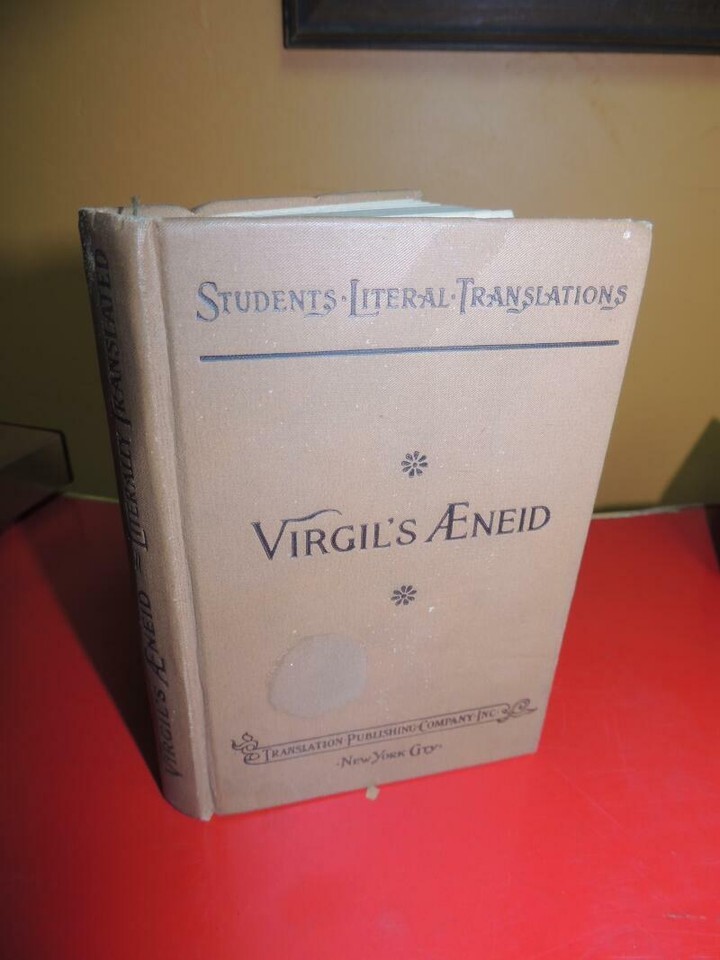 STUDENTS·LITERAL·TRANSLATIONS
VIRGIL'S ÆNEID
TRANSLATION·PUBLISHING·COMPANY·INC·
·NEW YORK CITY·
VIRGIL'S ÆNEID = LITERALLY TRANSLATED